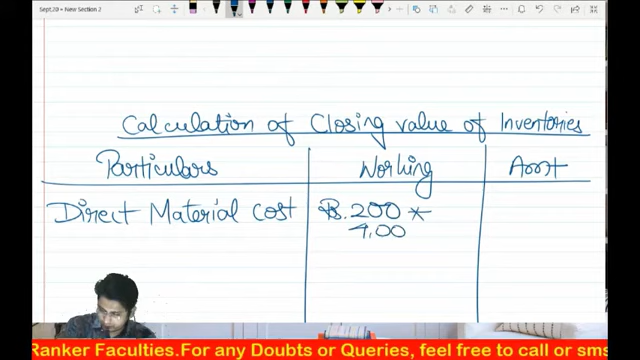 Sept.20 - New Section 2
Calculation of Closing value of Inventories
Particulars Working Amt
Direct Material cost Rs.200 *
4.00
Ranker Faculties.For any Doubts or Queries, feel free to call or sms